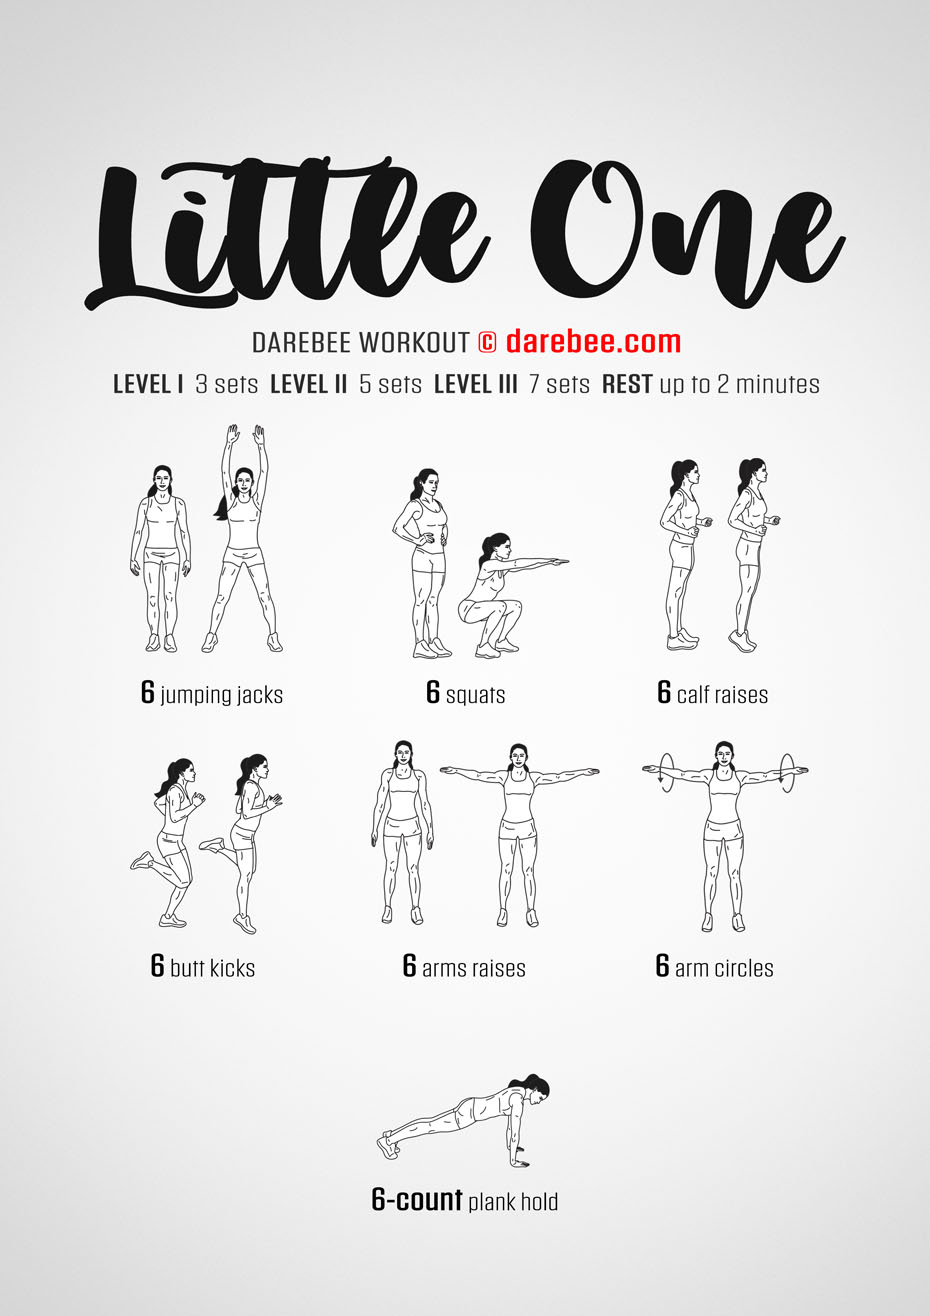 Little One
DAREBEE WORKOUT © darebee.com
LEVEL I 3 sets LEVEL II 5 sets LEVEL III 7 sets REST up to 2 minutes
6 jumping jacks
6 squats
6 calf raises
6 butt kicks
6 arms raises
6 arm circles
6-count plank hold